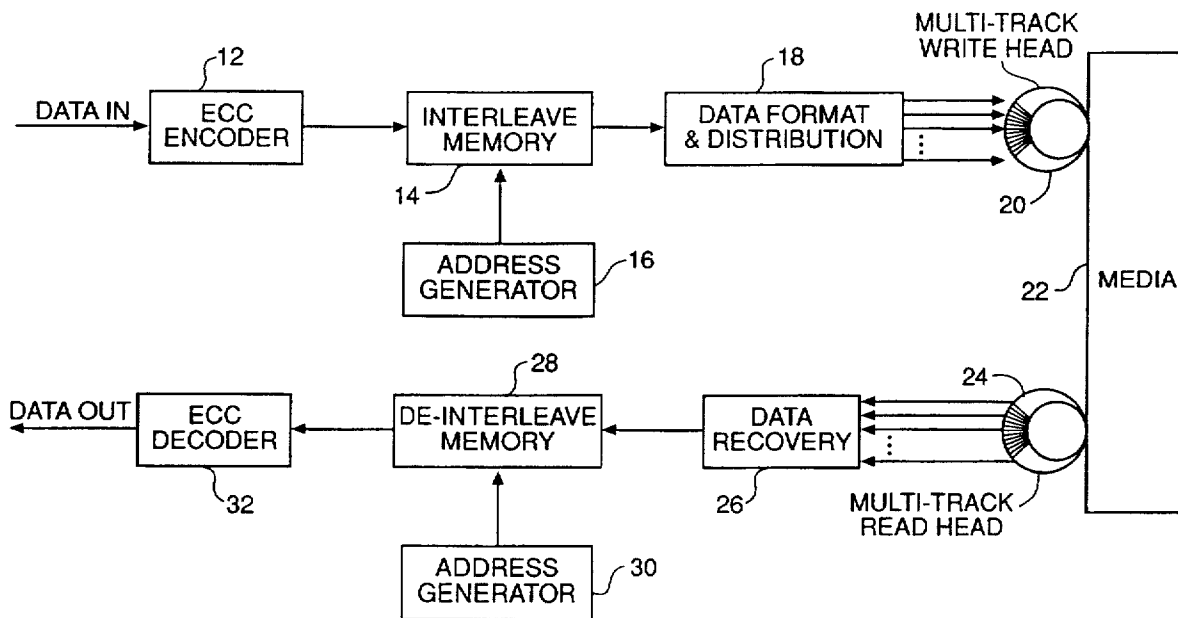 MULTI-TRACK
WRITE HEAD
12
18
DATA IN
ECC
ENCODER
INTERLEAVE
MEMORY
DATA FORMAT
& DISTRIBUTION
14
20
ADDRESS
GENERATOR
16
22
MEDIA
28
24
DATA OUT
ECC
DECODER
DE-INTERLEAVE
MEMORY
DATA
RECOVERY
32
26
MULTI-TRACK
READ HEAD
ADDRESS
GENERATOR
30